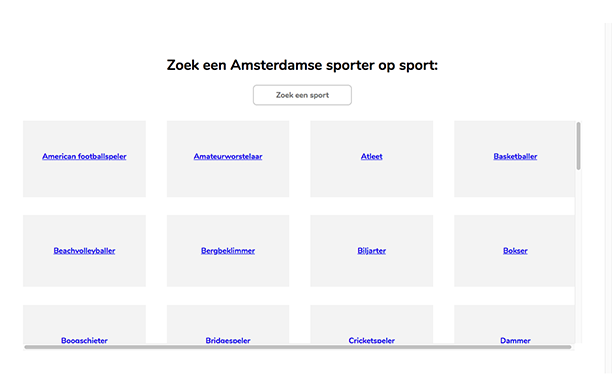 Zoek een Amsterdamse sporter op sport:
Zoek een sport
American footballspeler
Amateurworstelaar
Atleet
Basketballer
Beachvolleyballer
Bergbeklimmer
Biljarter
Bokser
Boogschieter
Bridgespeler
Cricketspeler
Dammer